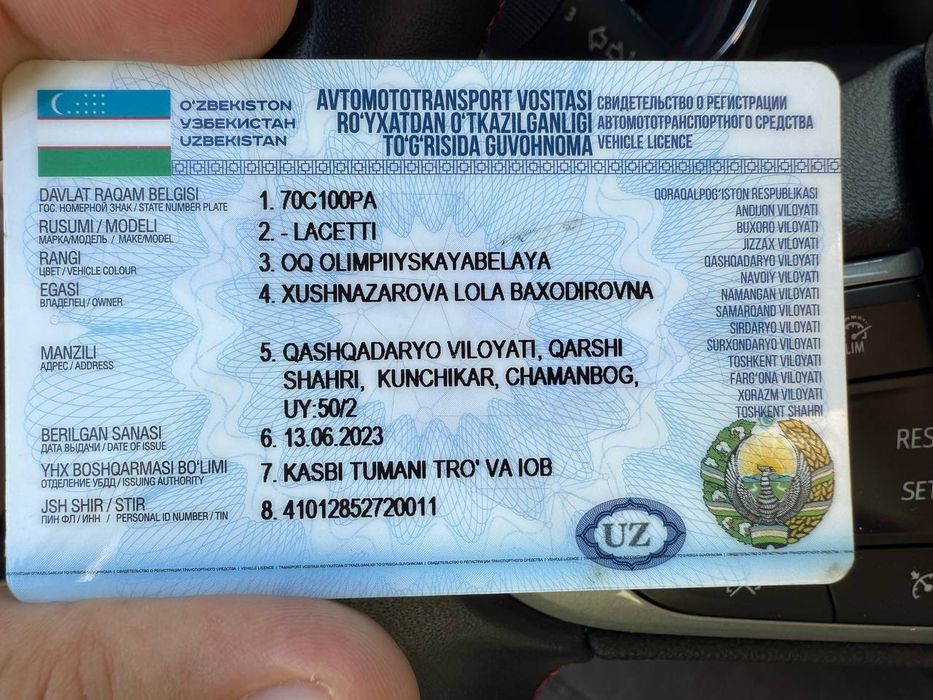 O'ZBEKISTON
УЗБЕКИСТАН
UZBEKISTAN
AVTOMOTOTRANSPORT VOSITASI
RO'YXATDAN O'TKAZILGANLIGI
TO'G'RISIDA GUVOHNOMA
СВИДЕТЕЛЬСТВО О РЕГИСТРАЦИИ
АВТОМОТОТРАНСПОРТНОГО СРЕДСТВА
VEHICLE LICENCE
DAVLAT RAQAM BELGISI
ГОС. НОМЕРНОЙ ЗНАК / STATE NUMBER PLATE
1. 70C100PA
RUSUMI / MODELI
МАРКА/МОДЕЛЬ / MAKE/MODEL
2. - LACETTI
RANGI
ЦВЕТ / VEHICLE COLOUR
3. OQ OLIMPIIYSKAYABELAYA
EGASI
ВЛАДЕЛЕЦ / OWNER
4. XUSHNAZAROVA LOLA BAXODIROVNA
MANZILI
АДРЕС / ADDRESS
5. QASHQADARYO VILOYATI, QARSHI
SHAHRI, KUNCHIKAR, CHAMANBOG,
UY:50/2
BERILGAN SANASI
ДАТА ВЫДАЧИ / DATE OF ISSUE
6. 13.06.2023
YHX BOSHQARMASI BO'LIMI
ОТДЕЛЕНИЕ УБДД / ISSUING AUTHORITY
7. KASBI TUMANI TRO' VA IOB
JSH SHIR / STIR
ПИН ФЛ / ИНН / PERSONAL ID NUMBER / TIN
8. 41012852720011
QORAQALPOG'ISTON RESPUBLIKASI
ANDIJON VILOYATI
BUXORO VILOYATI
JIZZAX VILOYATI
QASHQADARYO VILOYATI
NAVOIY VILOYATI
NAMANGAN VILOYATI
SAMARQAND VILOYATI
SIRDARYO VILOYATI
SURXONDARYO VILOYATI
TOSHKENT VILOYATI
FARG'ONA VILOYATI
XORAZM VILOYATI
TOSHKENT SHAHRI
UZ
LIM
RES
SET